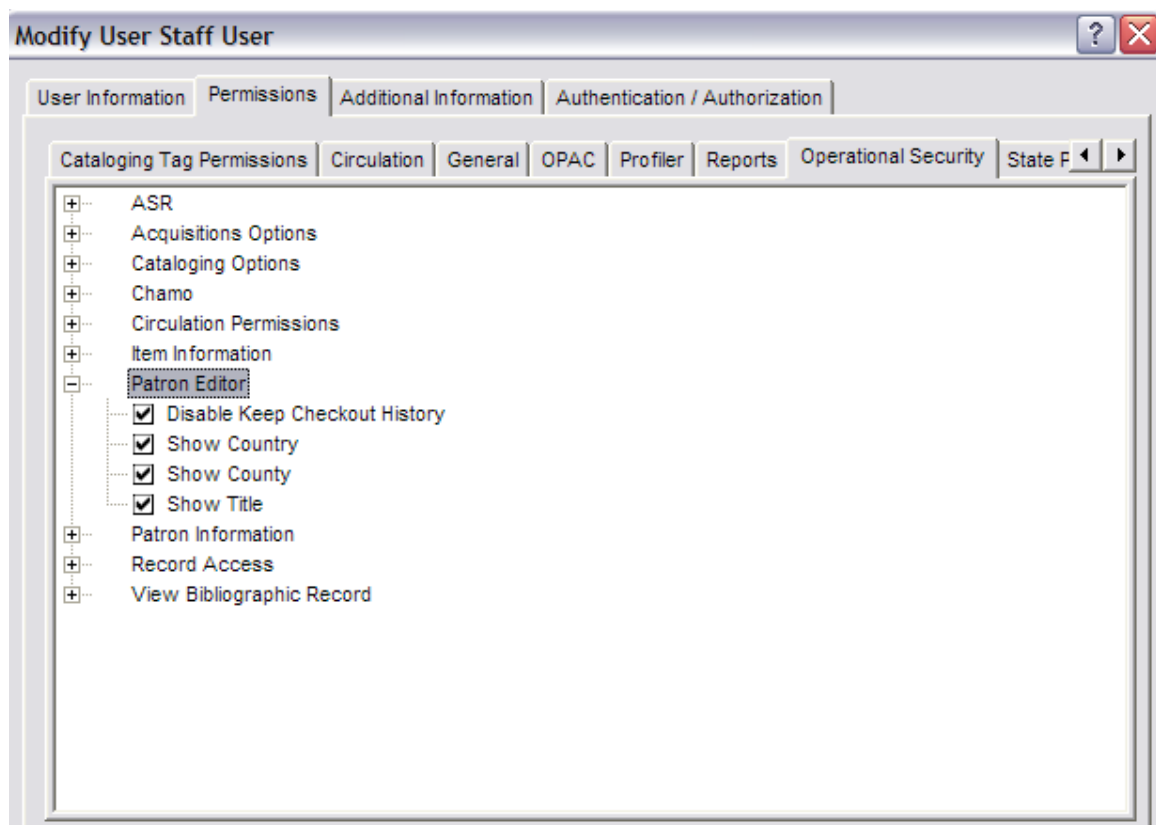 Modify User Staff User
User Information Permissions Additional Information Authentication / Authorization
Cataloging Tag Permissions Circulation General OPAC Profiler Reports Operational Security State
ASR
Acquisitions Options
Cataloging Options
Chamo
Circulation Permissions
Item Information
Patron Editor
Disable Keep Checkout History
Show Country
Show County
Show Title
Patron Information
Record Access
View Bibliographic Record